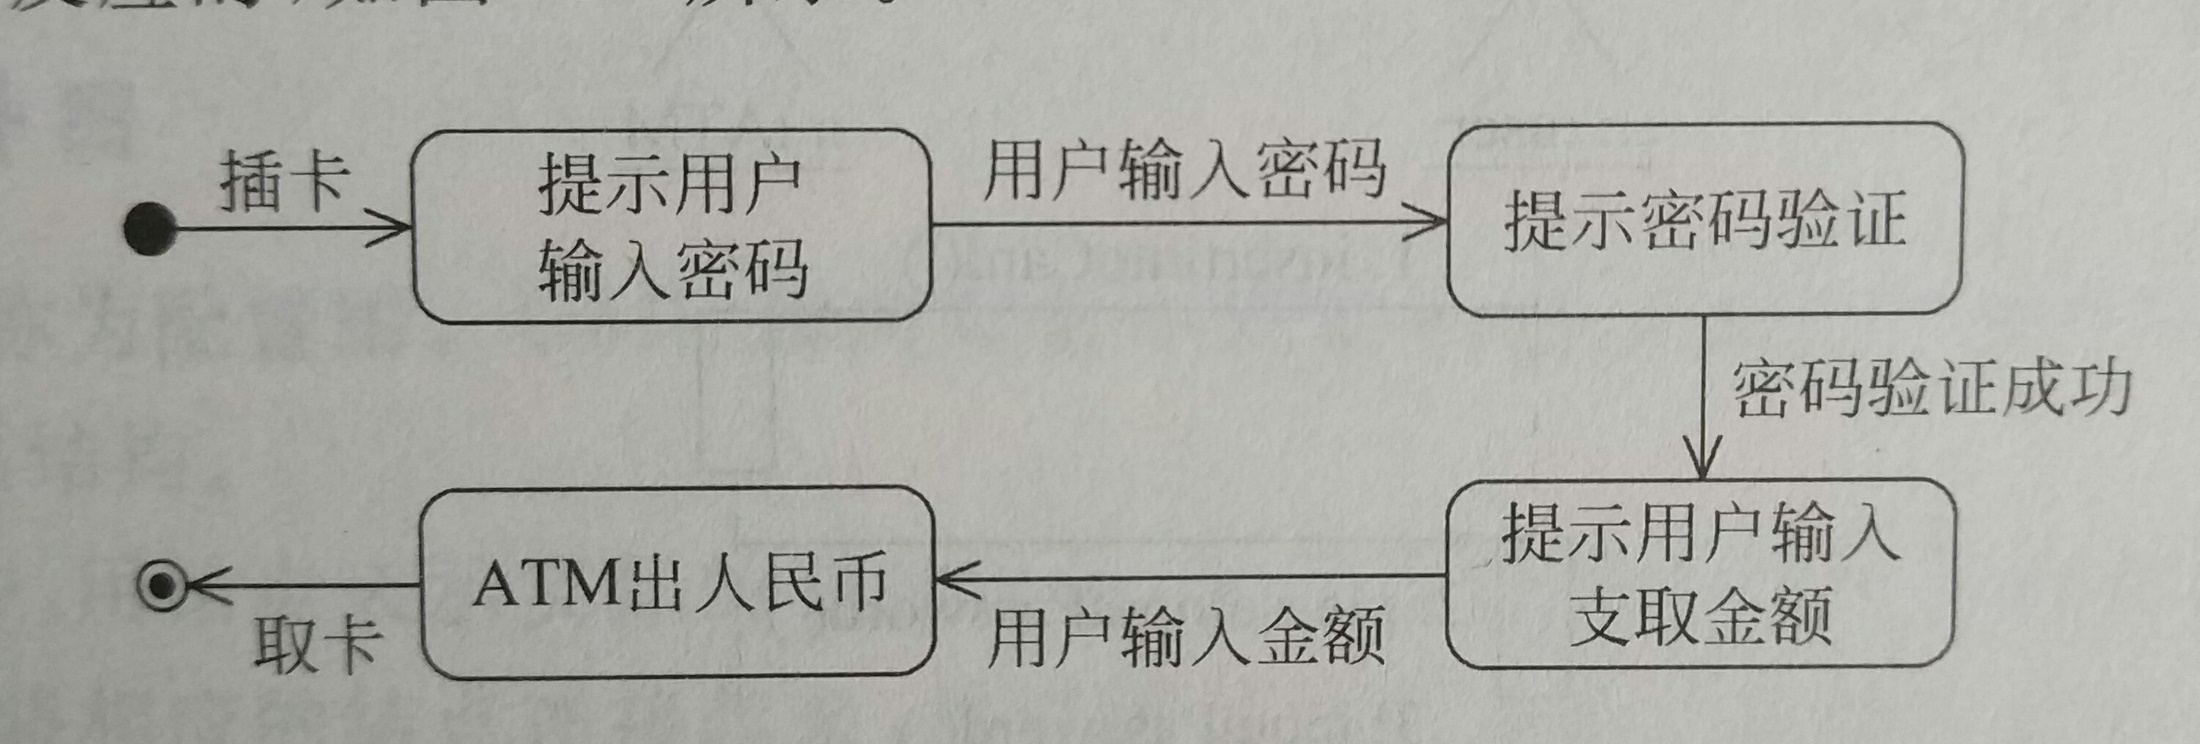 插卡
提示用户
输入密码
用户输入密码
提示密码验证
密码验证成功
提示用户输入
支取金额
用户输入金额
ATM出人民币
取卡